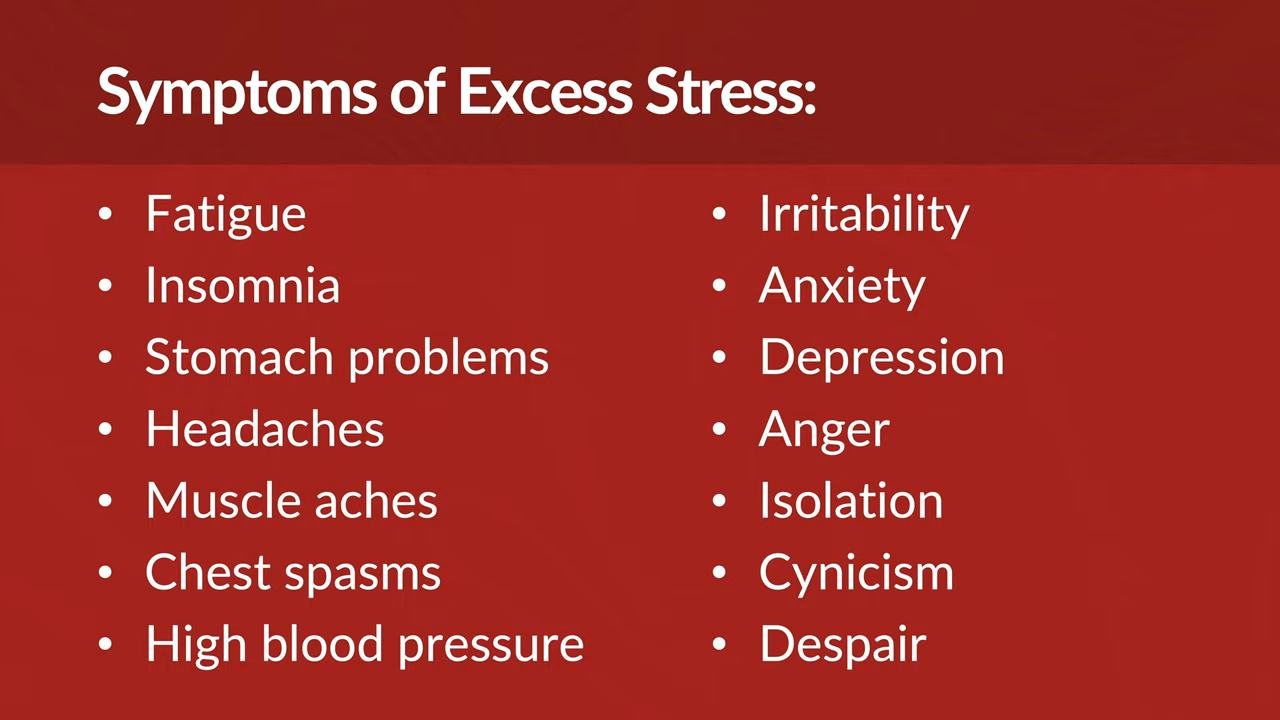 Symptoms of Excess Stress:
• Fatigue
• Insomnia
• Stomach problems
• Headaches
• Muscle aches
• Chest spasms
• High blood pressure
• Irritability
• Anxiety
• Depression
• Anger
• Isolation
• Cynicism
• Despair